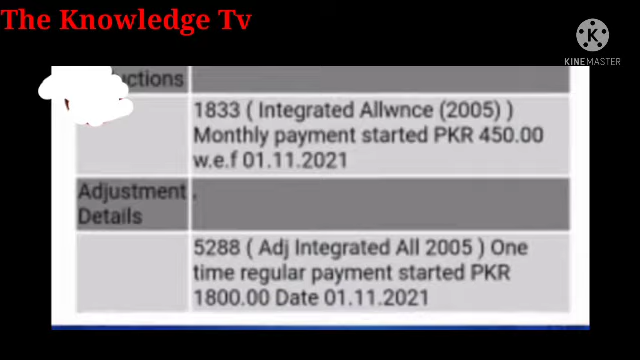 The Knowledge Tv
KINEMASTER
uctions
1833 ( Integrated Allwnce (2005) )
Monthly payment started PKR 450.00
w.e.f 01.11.2021
Adjustment
Details
5288 ( Adj Integrated All 2005 ) One
time regular payment started PKR
1800.00 Date 01.11.2021